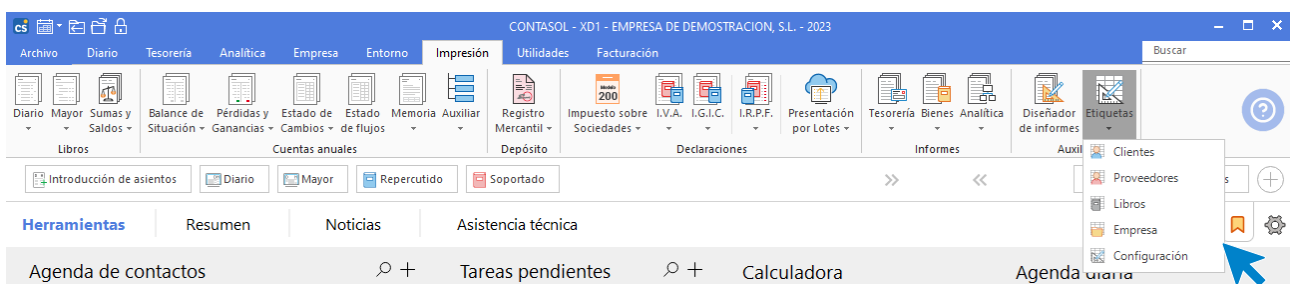 cs
CONTASOL - XD1 - EMPRESA DE DEMOSTRACION, S.L. - 2023
Archivo Diario Tesorería Analítica Empresa Entorno Impresión Utilidades Facturación Buscar
Modelo
200
Diario Mayor Sumas y Saldos Balance de Situación Pérdidas y Ganancias Estado de Cambios Estado de flujos Memoria Auxiliar Registro Mercantil Impuesto sobre Sociedades I.V.A. I.G.I.C. I.R.P.F. Presentación por Lotes Tesorería Bienes Analítica Diseñador de informes Etiquetas
?
Libros Cuentas anuales Depósito Declaraciones Informes Auxil
Clientes
Proveedores
Libros
Empresa
Configuración
Introducción de asientos Diario Mayor Repercutido Soportado s
Herramientas Resumen Noticias Asistencia técnica
Agenda de contactos Tareas pendientes Calculadora Agenda diaria